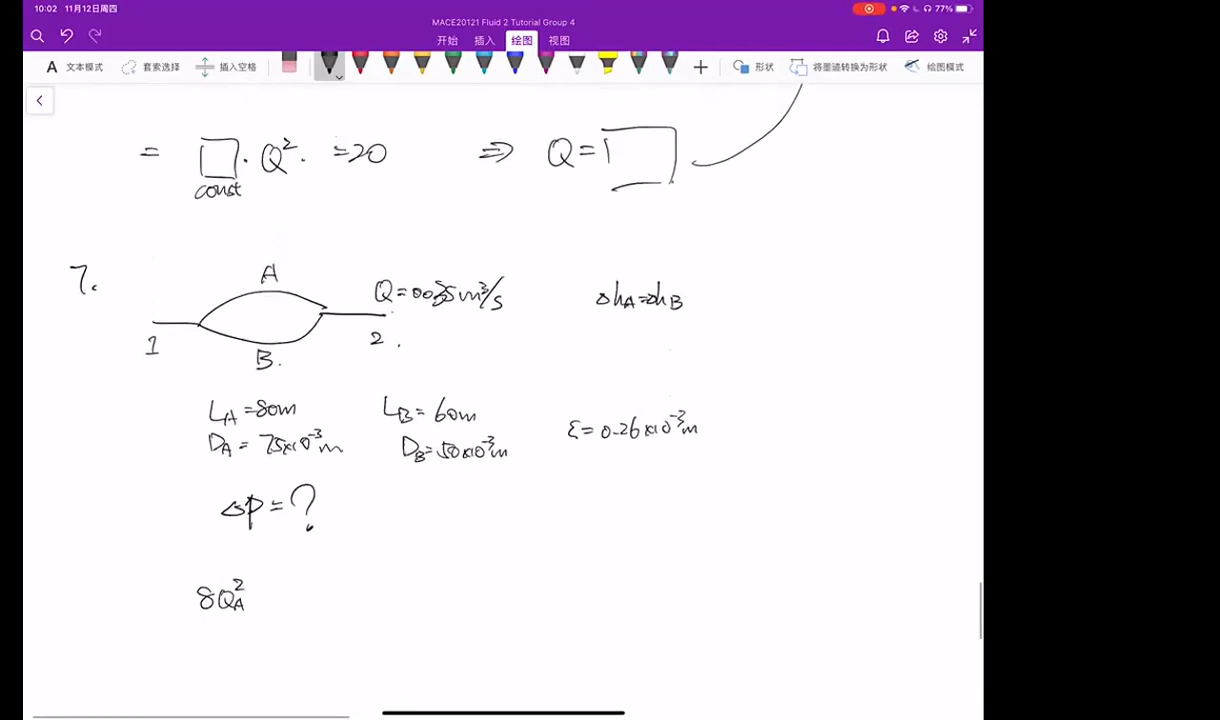 10:02 11月12日周四
77%
MACE20121 Fluid 2 Tutorial Group 4
开始 插入 绘图 视图
A 文本模式 套索选择 插入空格 形状 将墨迹转换为形状 绘图模式
= □ · Q². =20 ⇒ Q=
const
7.
A
Q = m³/s
ΔhA=ΔhB
1
2 .
B.
LA =80m LB= 60m
ε= 0.26×10⁻³m
DA = 75×10⁻³m DB=50×10⁻³m
Δp = ?
8QA²